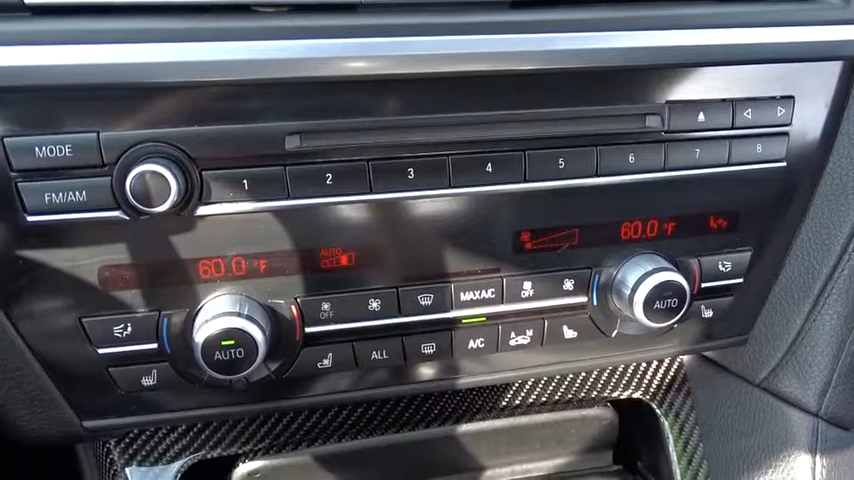 MODE
FM/AM
1 2 3 4 5 6 7 8
60.0 °F AUTO 60.0 °F
OFF MAX A/C OFF
AUTO AUTO
ALL REAR A/C A M